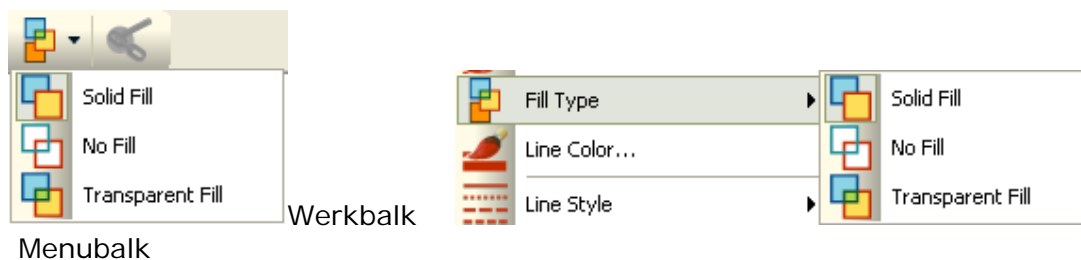 Solid Fill
No Fill
Transparent Fill
Werkbalk
Fill Type
Line Color...
Line Style
Solid Fill
No Fill
Transparent Fill
Menubalk